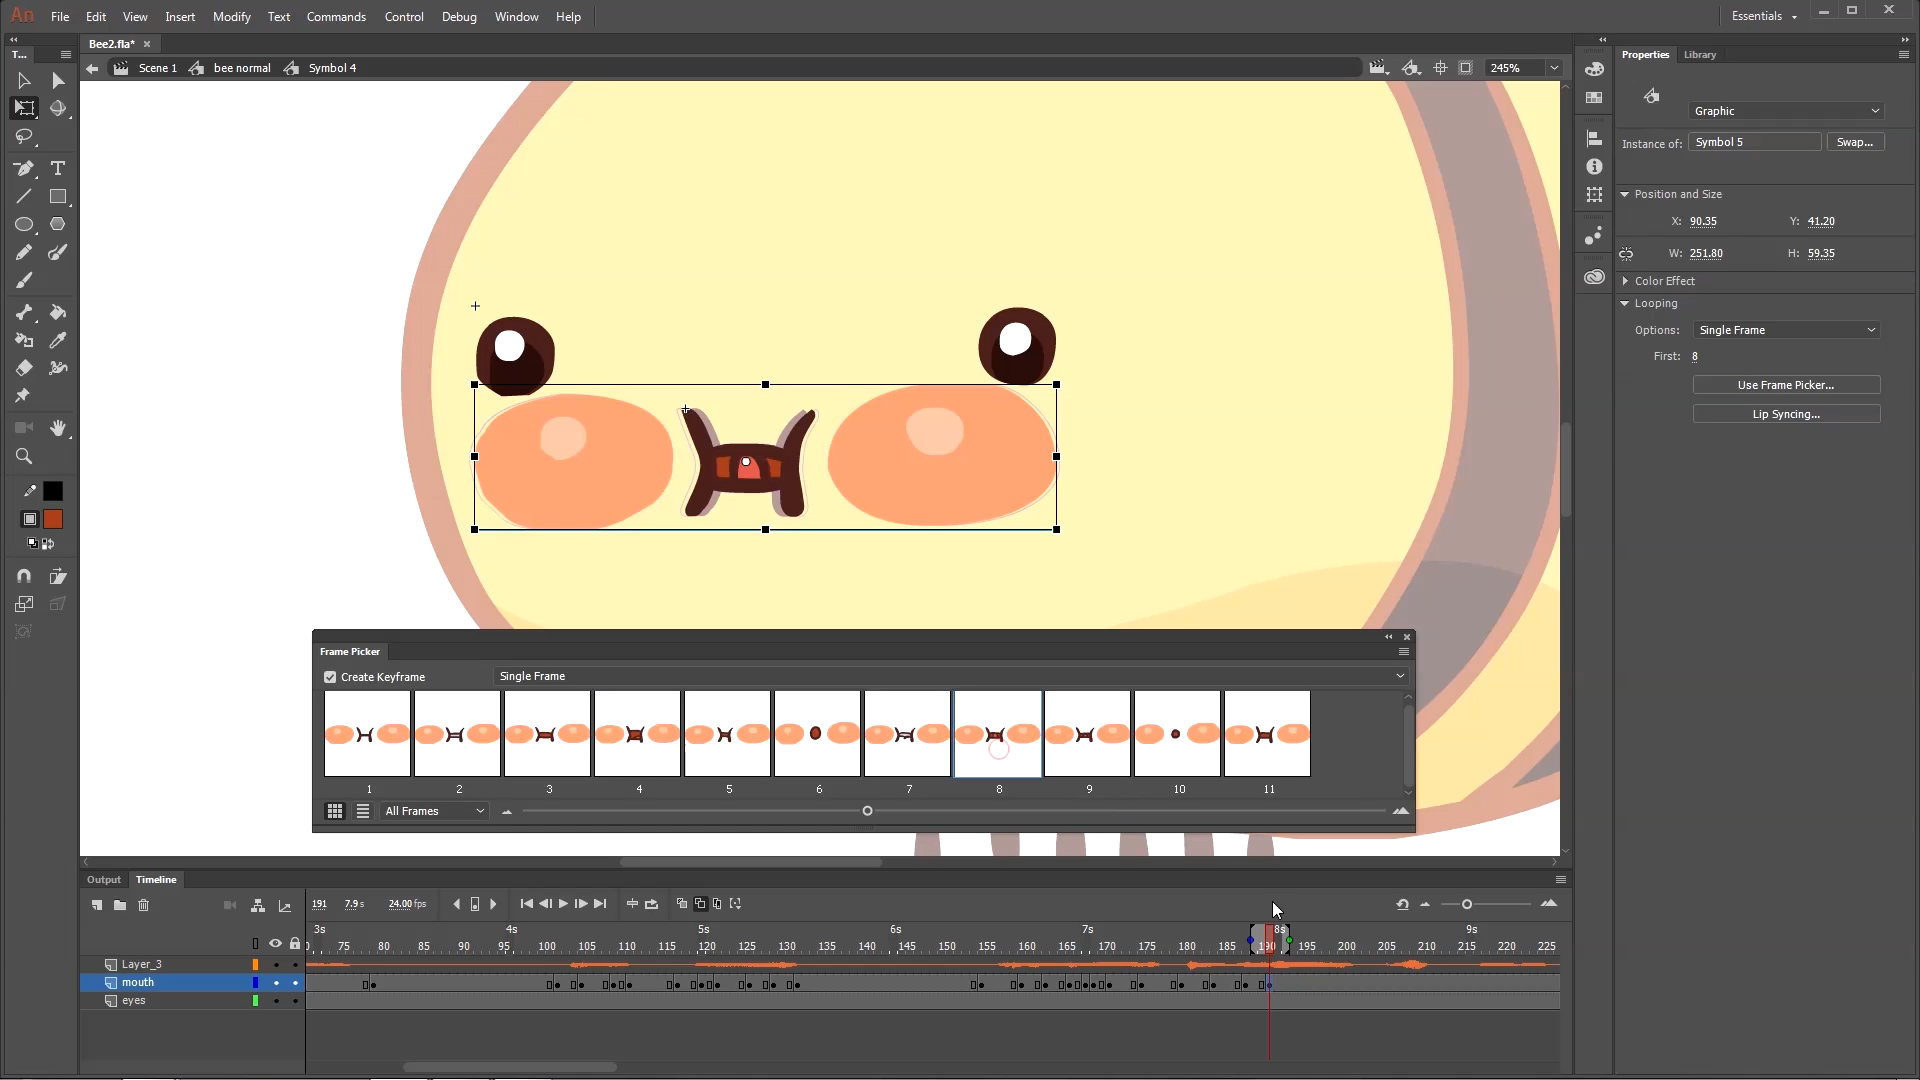 An File Edit View Insert Modify Text Commands Control Debug Window Help Essentials
T... Bee2.fla* Properties Library
Scene 1 bee normal Symbol 4 245%
Graphic
Instance of: Symbol 5 Swap...
Position and Size
X: 90.35 Y: 41.20
W: 251.80 H: 59.35
Color Effect
Looping
Options: Single Frame
First: 8
Use Frame Picker...
Lip Syncing...
Frame Picker
Create Keyframe Single Frame
1 2 3 4 5 6 7 8 9 10 11
All Frames
Output Timeline
191 7.9 s 24.00 fps
3s 4s 5s 6s 7s 8s 9s
75 80 85 90 95 100 105 110 115 120 125 130 135 140 145 150 155 160 165 170 175 180 185 190 195 200 205 210 215 220 225
Layer_3
mouth
eyes